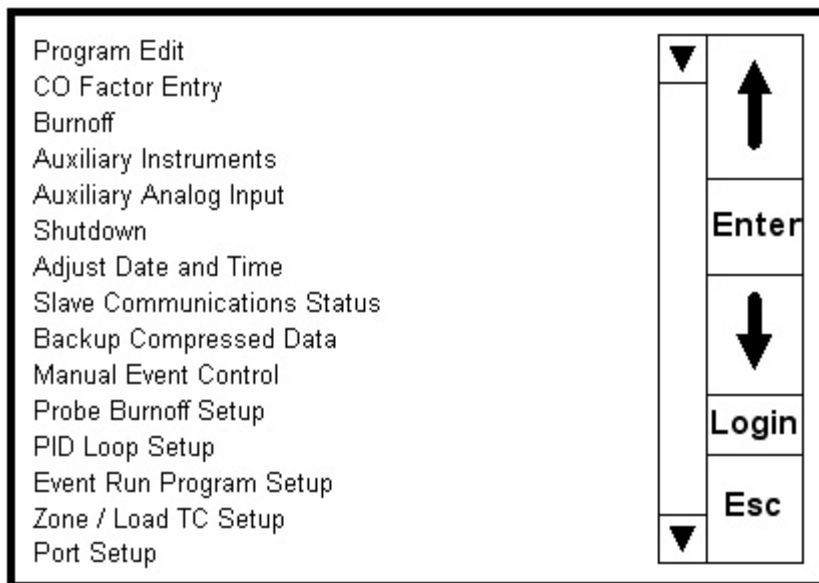 Program Edit
CO Factor Entry
Burnoff
Auxiliary Instruments
Auxiliary Analog Input
Shutdown
Adjust Date and Time
Slave Communications Status
Backup Compressed Data
Manual Event Control
Probe Burnoff Setup
PID Loop Setup
Event Run Program Setup
Zone / Load TC Setup
Port Setup
Enter
Login
Esc